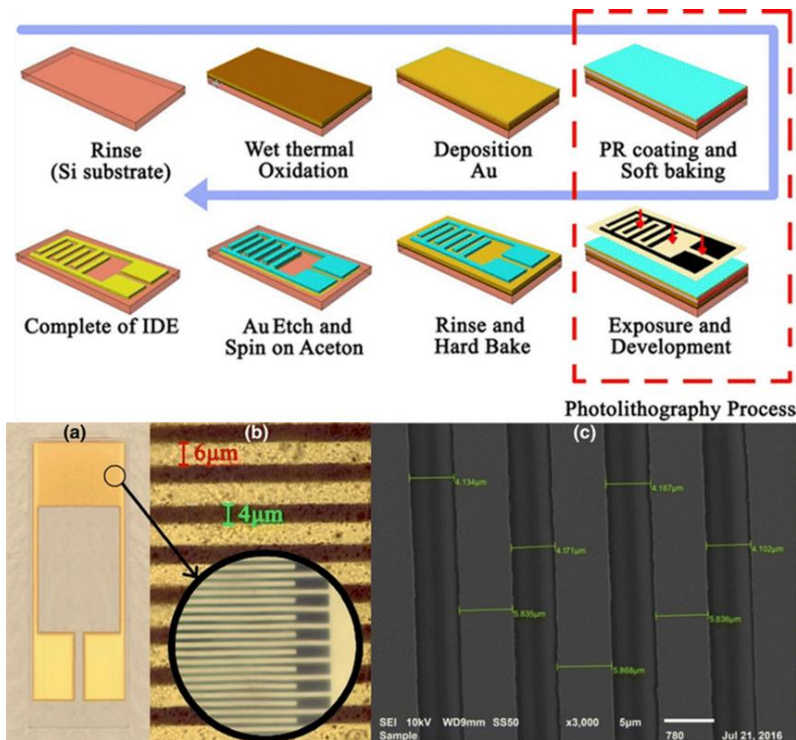 Rinse
(Si substrate)
Wet thermal
Oxidation
Deposition
Au
PR coating and
Soft baking
Complete of IDE
Au Etch and
Spin on Aceton
Rinse and
Hard Bake
Exposure and
Development
Photolithography Process
(a)
(b)
6µm
4µm
(c)
4.134µm
4.167µm
4.171µm
4.102µm
5.835µm
5.836µm
5.868µm
SEI 10kV WD9mm SS50 x3,000 5µm
Sample 780 Jul 21, 2016